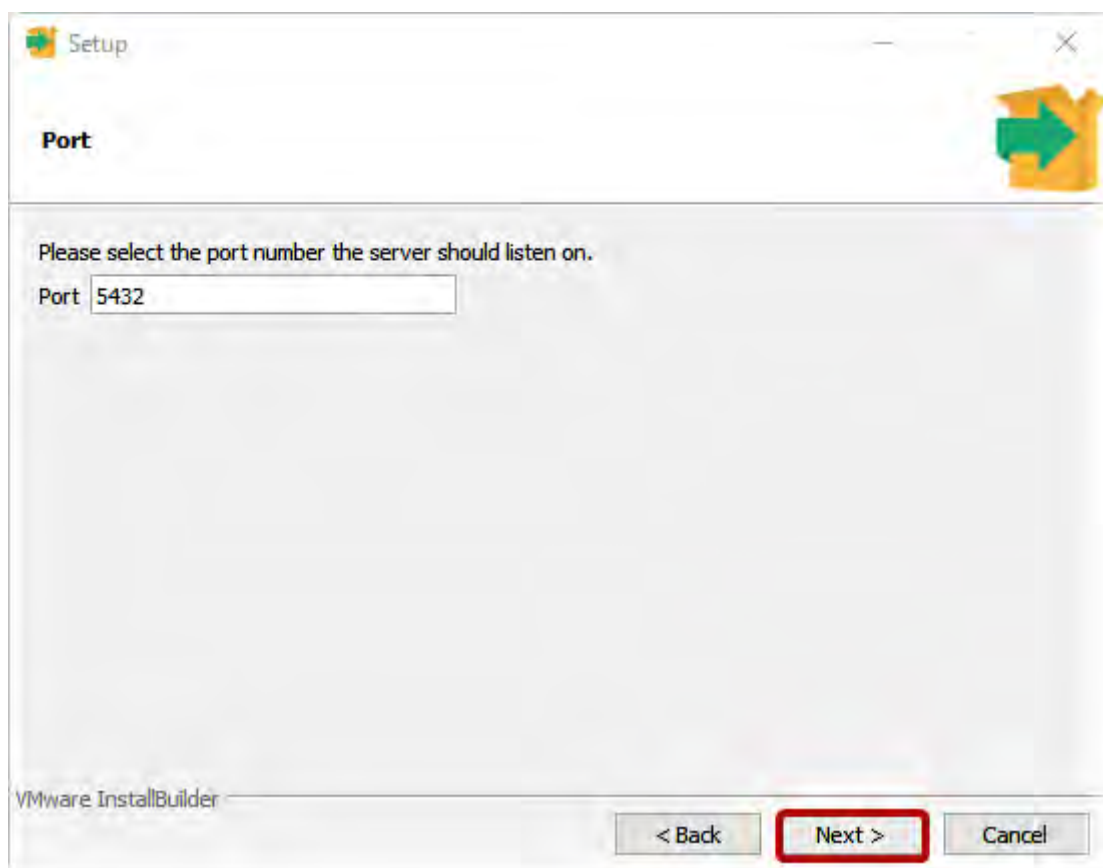 Setup
Port
Please select the port number the server should listen on.
Port 5432
VMware InstallBuilder
< Back Next > Cancel